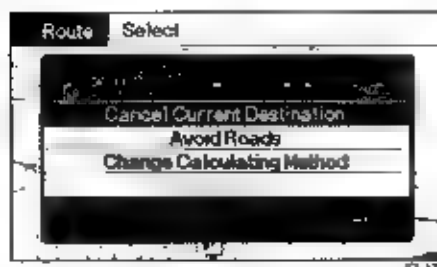 Route Select
Cancel Current Destination
Avoid Roads
Change Calculating Method